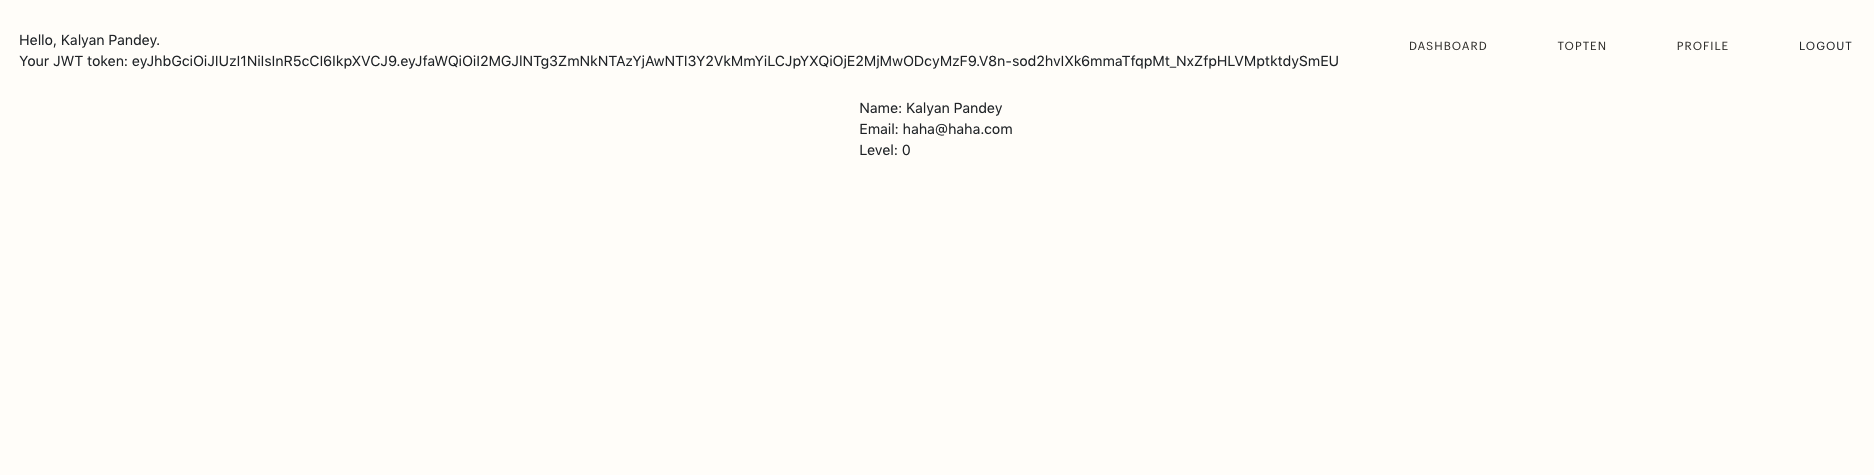 Hello, Kalyan Pandey.
Your JWT token: eyJhbGciOiJIUzI1NiIsInR5cCI6IkpXVCJ9.eyJfaWQiOiI2MGJlNTg3ZmNkNTAzYjAwNTI3Y2VkMmYiLCJpYXQiOjE2MjMwODcyMzF9.V8n-sod2hvIXk6mmaTfqpMt_NxZfpHLVMptktdySmEU
DASHBOARD
TOPTEN
PROFILE
LOGOUT
Name: Kalyan Pandey
Email: haha@haha.com
Level: 0